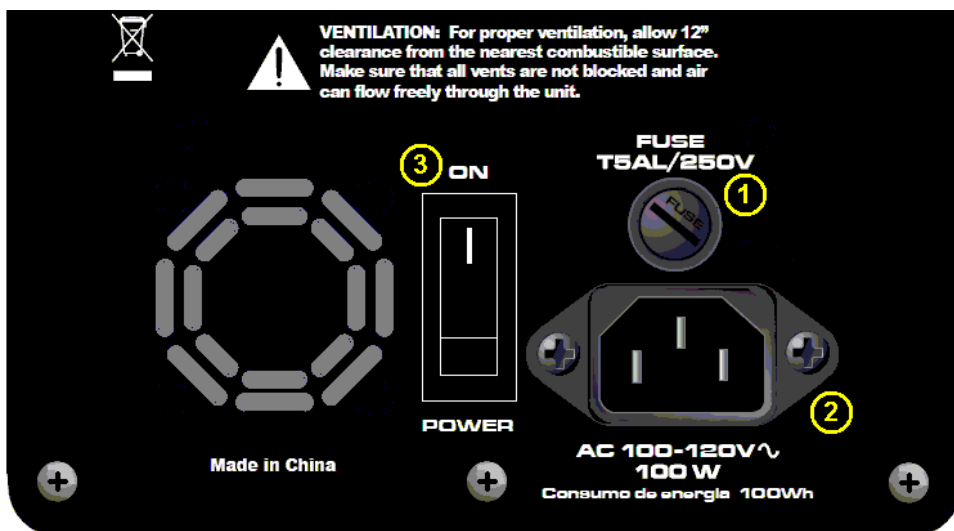 VENTILATION: For proper ventilation, allow 12”
clearance from the nearest combustible surface.
Make sure that all vents are not blocked and air
can flow freely through the unit.
FUSE
T5AL/250V
3
ON
1
FUSE
2
POWER
AC 100-120V∿
100 W
Consumo de energia 100Wh
Made in China